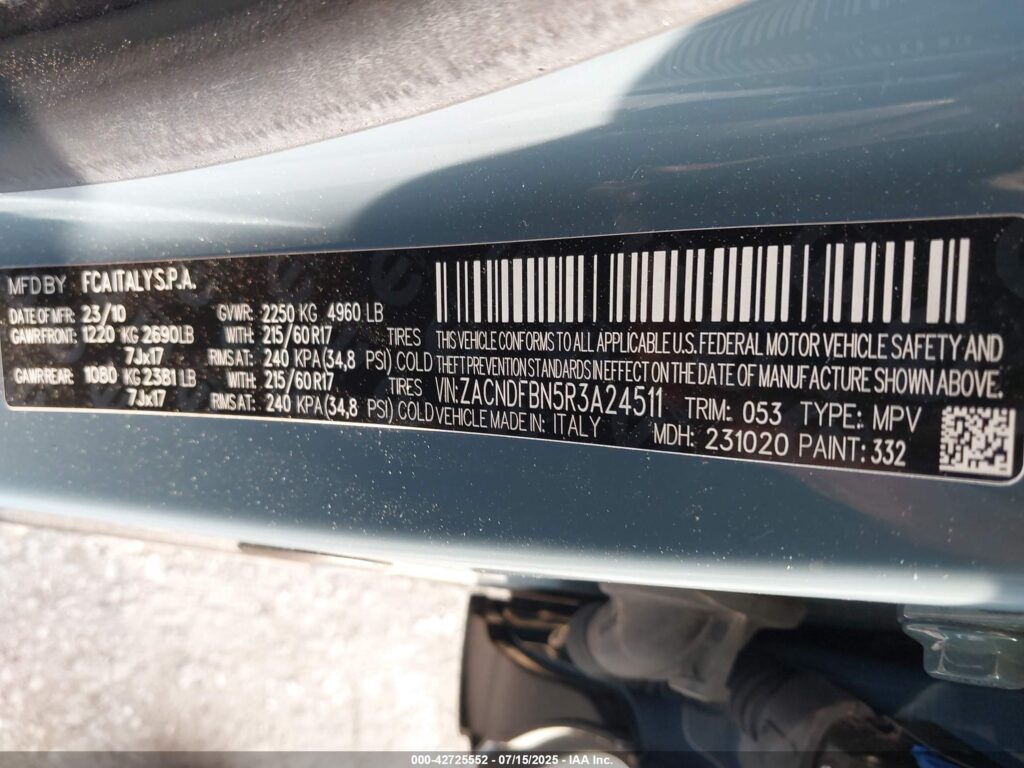 MFD BY FCA ITALY S.P.A.
DATE OF MFR: 23/10 GVWR: 2250 KG 4960 LB
GAWR FRONT: 1220 KG 2690 LB WITH: 215/60 R17 TIRES
7Jx17 RIMS AT: 240 KPA (34,8 PSI) COLD
GAWR REAR: 1080 KG 2381 LB WITH: 215/60 R17 TIRES
7Jx17 RIMS AT: 240 KPA (34,8 PSI) COLD
THIS VEHICLE CONFORMS TO ALL APPLICABLE U.S. FEDERAL MOTOR VEHICLE SAFETY AND
THEFT PREVENTION STANDARDS IN EFFECT ON THE DATE OF MANUFACTURE SHOWN ABOVE.
VIN: ZACNDFBN5R3A24511 TRIM: 053 TYPE: MPV
VEHICLE MADE IN: ITALY MDH: 231020 PAINT: 332
000-42725552 - 07/15/2025 - IAA Inc.